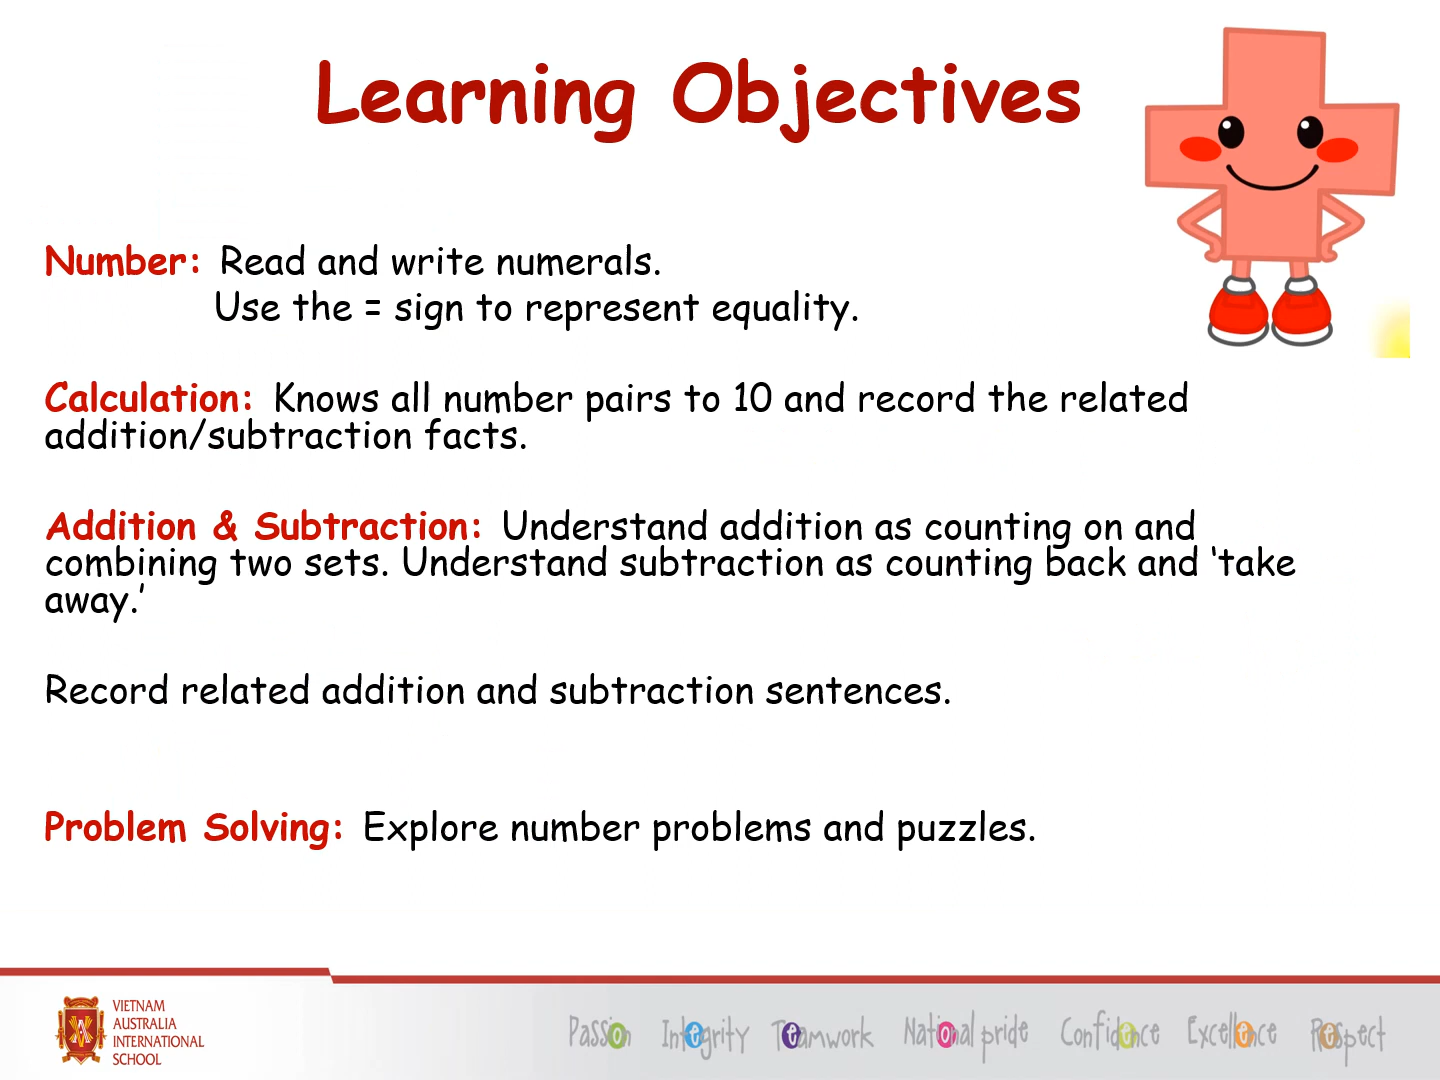 Learning Objectives
Number: Read and write numerals.
Use the = sign to represent equality.
Calculation: Knows all number pairs to 10 and record the related
addition/subtraction facts.
Addition & Subtraction: Understand addition as counting on and
combining two sets. Understand subtraction as counting back and ‘take
away.’
Record related addition and subtraction sentences.
Problem Solving: Explore number problems and puzzles.
VIETNAM
AUSTRALIA
INTERNATIONAL
SCHOOL
Passion Integrity Teamwork National pride Confidence Excellence Respect